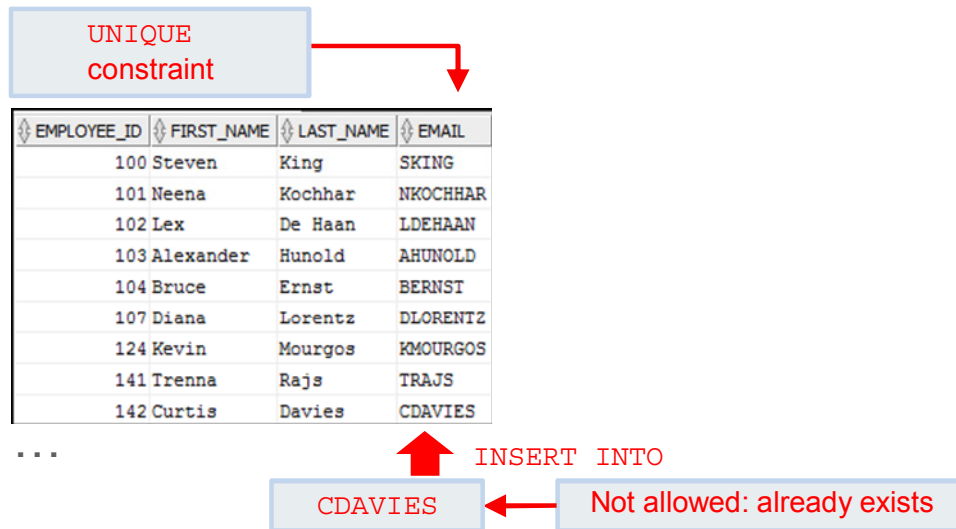 UNIQUE
constraint
EMPLOYEE_ID FIRST_NAME LAST_NAME EMAIL
100 Steven King SKING
101 Neena Kochhar NKOCHHAR
102 Lex De Haan LDEHAAN
103 Alexander Hunold AHUNOLD
104 Bruce Ernst BERNST
107 Diana Lorentz DLORENTZ
124 Kevin Mourgos KMOURGOS
141 Trenna Rajs TRAJS
142 Curtis Davies CDAVIES
...
INSERT INTO
CDAVIES
Not allowed: already exists